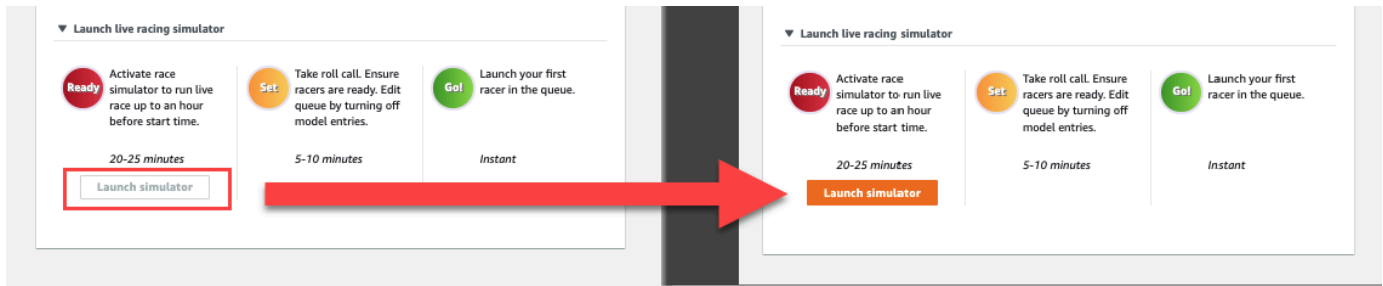 Launch live racing simulator
Ready
Activate race
simulator to run live
race up to an hour
before start time.
20-25 minutes
Launch simulator
Set
Take roll call. Ensure
racers are ready. Edit
queue by turning off
model entries.
5-10 minutes
Go!
Launch your first
racer in the queue.
Instant
Launch live racing simulator
Ready
Activate race
simulator to run live
race up to an hour
before start time.
20-25 minutes
Launch simulator
Set
Take roll call. Ensure
racers are ready. Edit
queue by turning off
model entries.
5-10 minutes
Go!
Launch your first
racer in the queue.
Instant